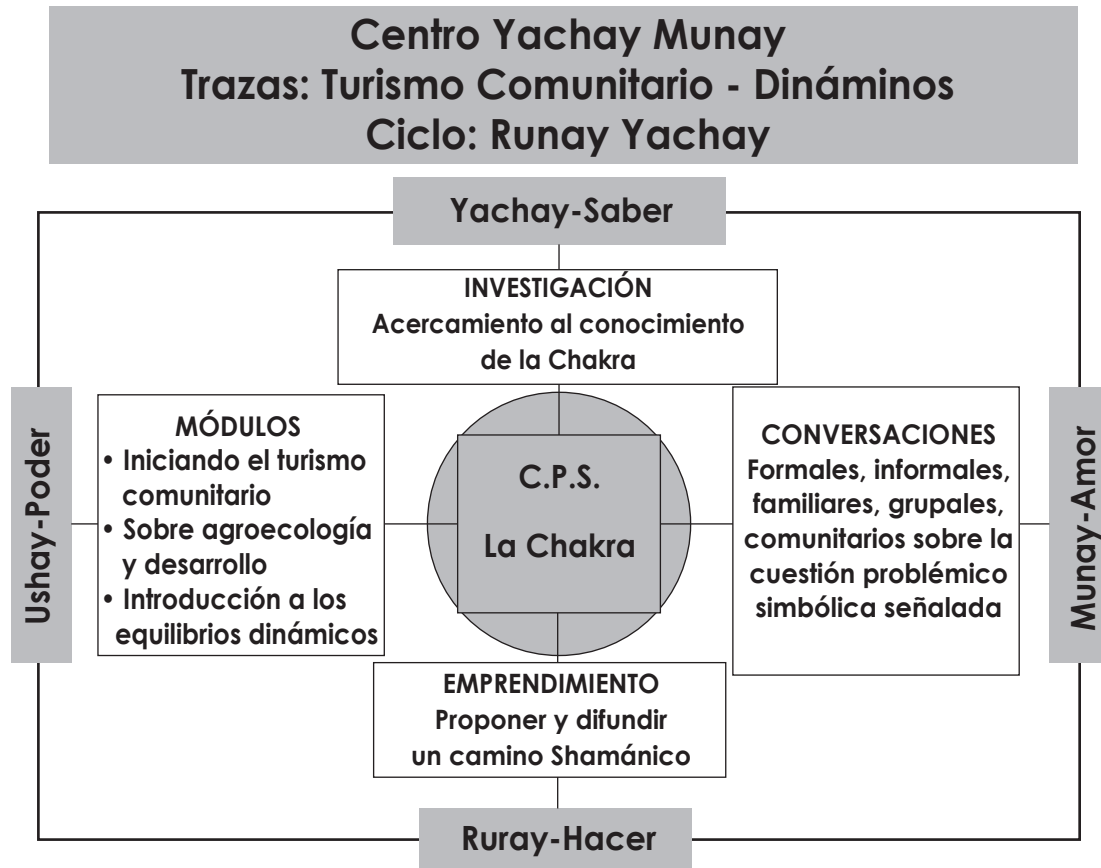 Centro Yachay Munay
Trazas: Turismo Comunitario - Dináminos
Ciclo: Runay Yachay
Yachay-Saber
INVESTIGACIÓN
Acercamiento al conocimiento
de la Chakra
Ushay-Poder
MÓDULOS
• Iniciando el turismo
comunitario
• Sobre agroecología
y desarrollo
• Introducción a los
equilibrios dinámicos
C.P.S.
La Chakra
CONVERSACIONES
Formales, informales,
familiares, grupales,
comunitarios sobre la
cuestión problémico
simbólica señalada
Munay-Amor
EMPRENDIMIENTO
Proponer y difundir
un camino Shamánico
Ruray-Hacer